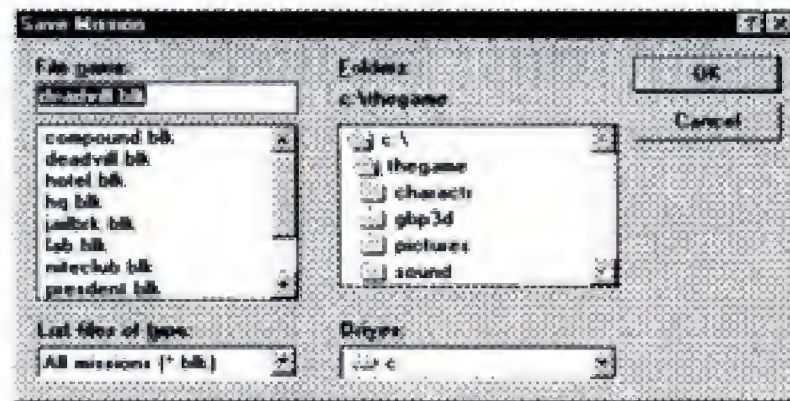 Save Mission
File name:
deadvill.blk
compound.blk
deadvill.blk
hotel.blk
hq.blk
jailbrk.blk
lab.blk
niteclub.blk
presdent.blk
List files of type:
All missions (*.blk)
Folders:
c:\thegame
c:\
thegame
charactr
gbp3d
pictures
sound
Drives:
c:
OK
Cancel